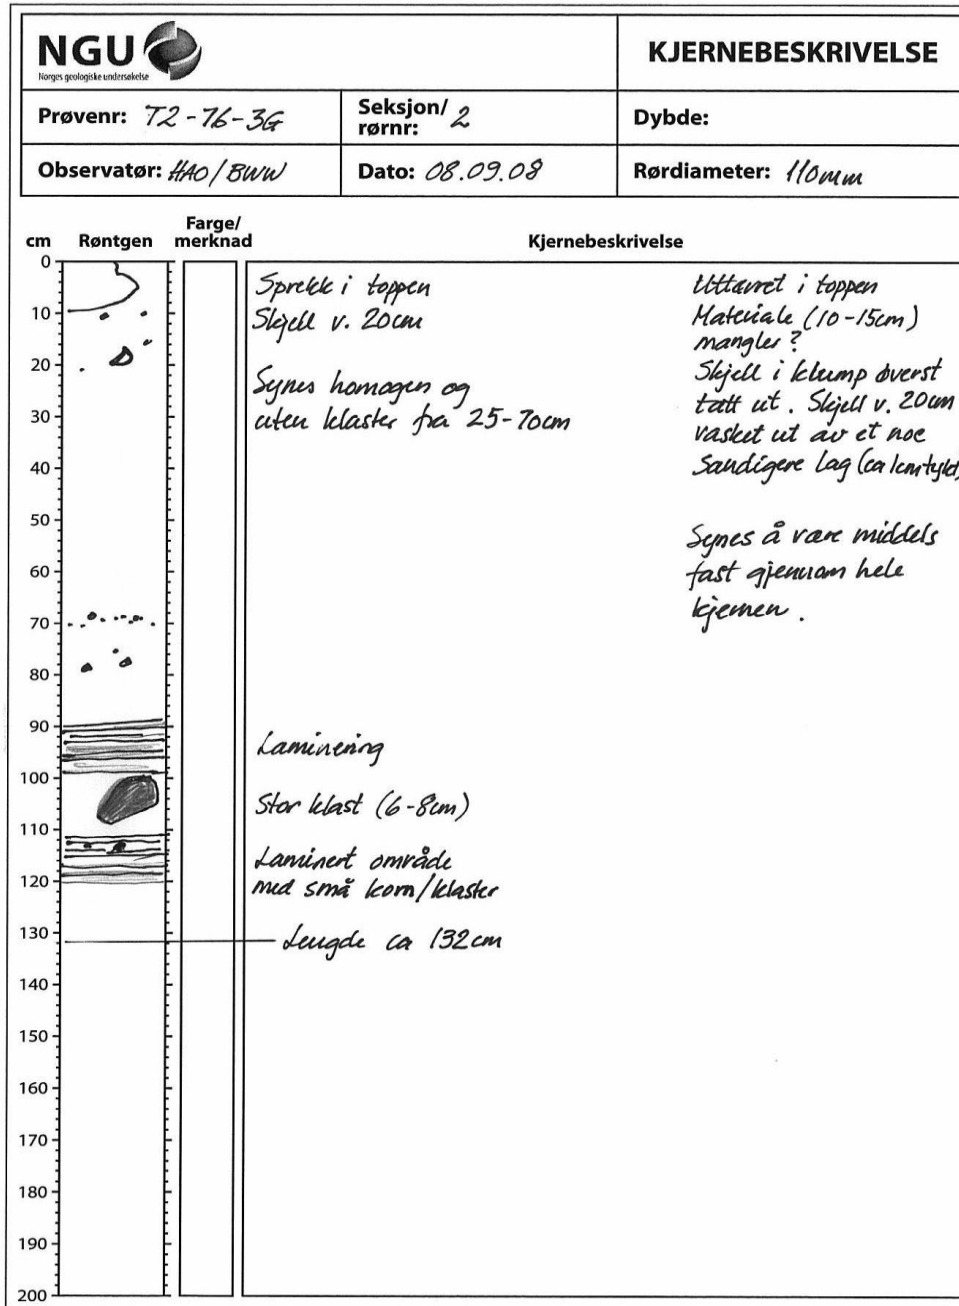 NGU
Norges geologiske undersøkelse
KJERNEBESKRIVELSE
Prøvenr: T2-76-3G
Seksjon/ rørnr: 2
Dybde:
Observatør: HAO/BWW
Dato: 08.09.08
Rørdiameter: 110mm
cm
Røntgen
Farge/
merknad
Kjernebeskrivelse
0
10
20
30
40
50
60
70
80
90
100
110
120
130
140
150
160
170
180
190
200
Sprekk i toppen
Skjell v. 20cm
Synes homogen og
uten klaster fra 25-70cm
Laminering
Stor klast (6-8cm)
Laminert område
med små korn/klaster
Lengde ca 132cm
Uttørret i toppen
Materiale (10-15cm)
mangler?
Skjell i klump øverst
tatt ut. Skjell v. 20cm
vasket ut av et noe
Sandigere lag (ca 1cm tykt)
Synes å være middels
fast gjennom hele
kjernen.